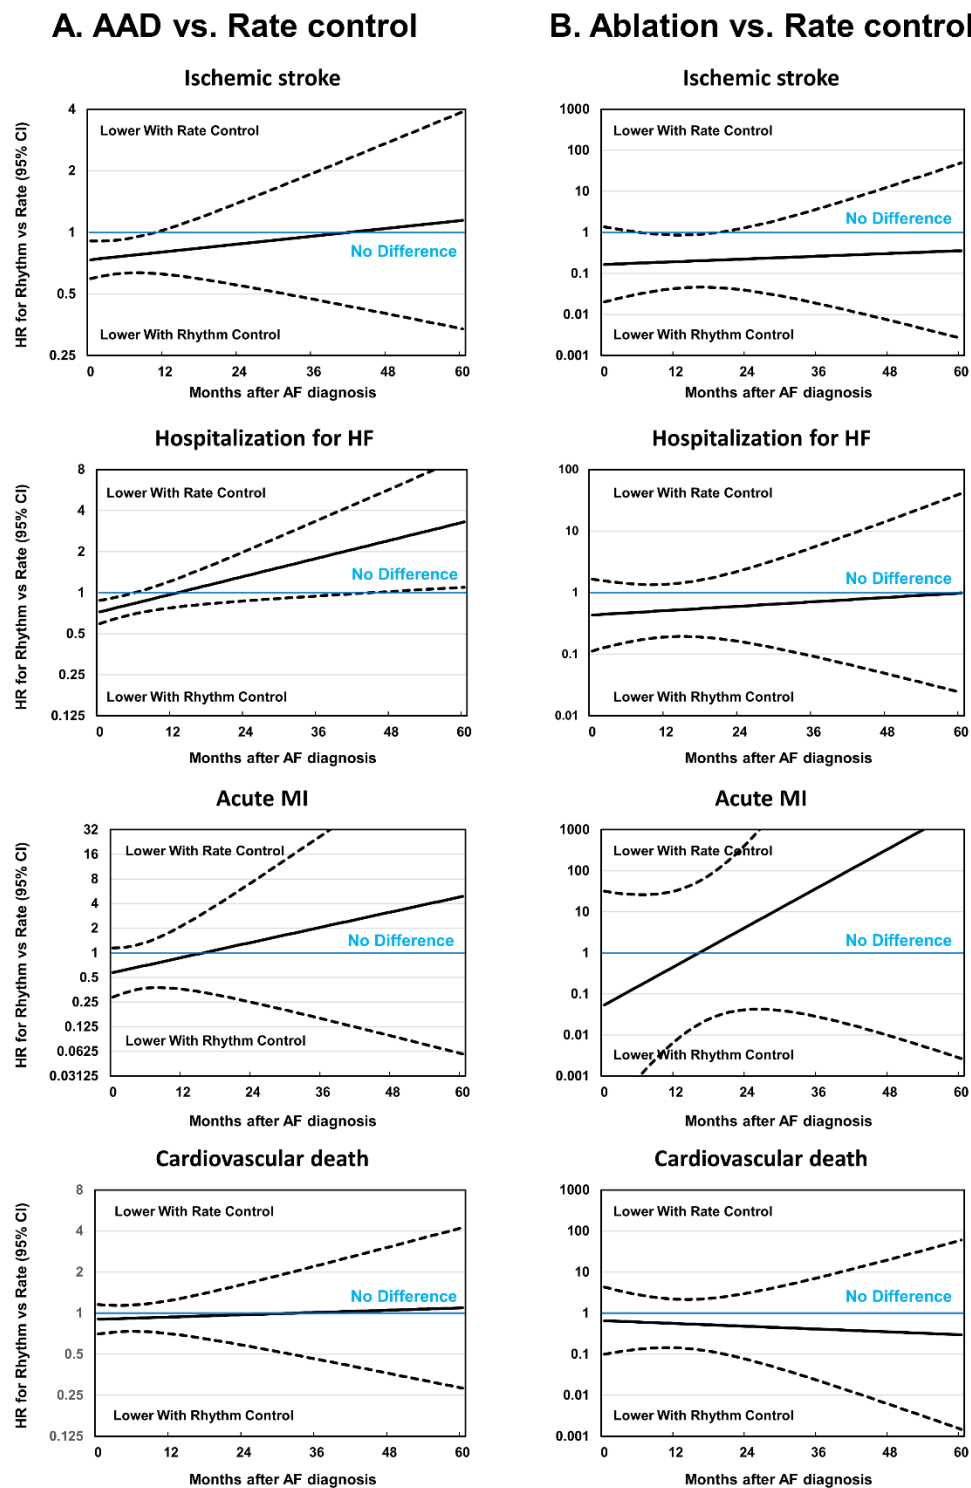 A. AAD vs. Rate control
Ischemic stroke
HR for Rhythm vs Rate (95% CI)
4
2
1
0.5
0.25
Lower With Rate Control
No Difference
Lower With Rhythm Control
0 12 24 36 48 60
Months after AF diagnosis
Hospitalization for HF
HR for Rhythm vs Rate (95% CI)
8
4
2
1
0.5
0.25
0.125
Lower With Rate Control
No Difference
Lower With Rhythm Control
0 12 24 36 48 60
Months after AF diagnosis
Acute MI
HR for Rhythm vs Rate (95% CI)
32
16
8
4
2
1
0.5
0.25
0.125
0.0625
0.03125
Lower With Rate Control
No Difference
Lower With Rhythm Control
0 12 24 36 48 60
Months after AF diagnosis
Cardiovascular death
HR for Rhythm vs Rate (95% CI)
8
4
2
1
0.5
0.25
0.125
Lower With Rate Control
No Difference
Lower With Rhythm Control
0 12 24 36 48 60
Months after AF diagnosis
B. Ablation vs. Rate control
Ischemic stroke
1000
100
10
1
0.1
0.01
0.001
Lower With Rate Control
No Difference
Lower With Rhythm Control
0 12 24 36 48 60
Months after AF diagnosis
Hospitalization for HF
100
10
1
0.1
0.01
Lower With Rate Control
No Difference
Lower With Rhythm Control
0 12 24 36 48 60
Months after AF diagnosis
Acute MI
1000
100
10
1
0.1
0.01
0.001
Lower With Rate Control
No Difference
Lower With Rhythm Control
0 12 24 36 48 60
Months after AF diagnosis
Cardiovascular death
1000
100
10
1
0.1
0.01
0.001
Lower With Rate Control
No Difference
Lower With Rhythm Control
0 12 24 36 48 60
Months after AF diagnosis